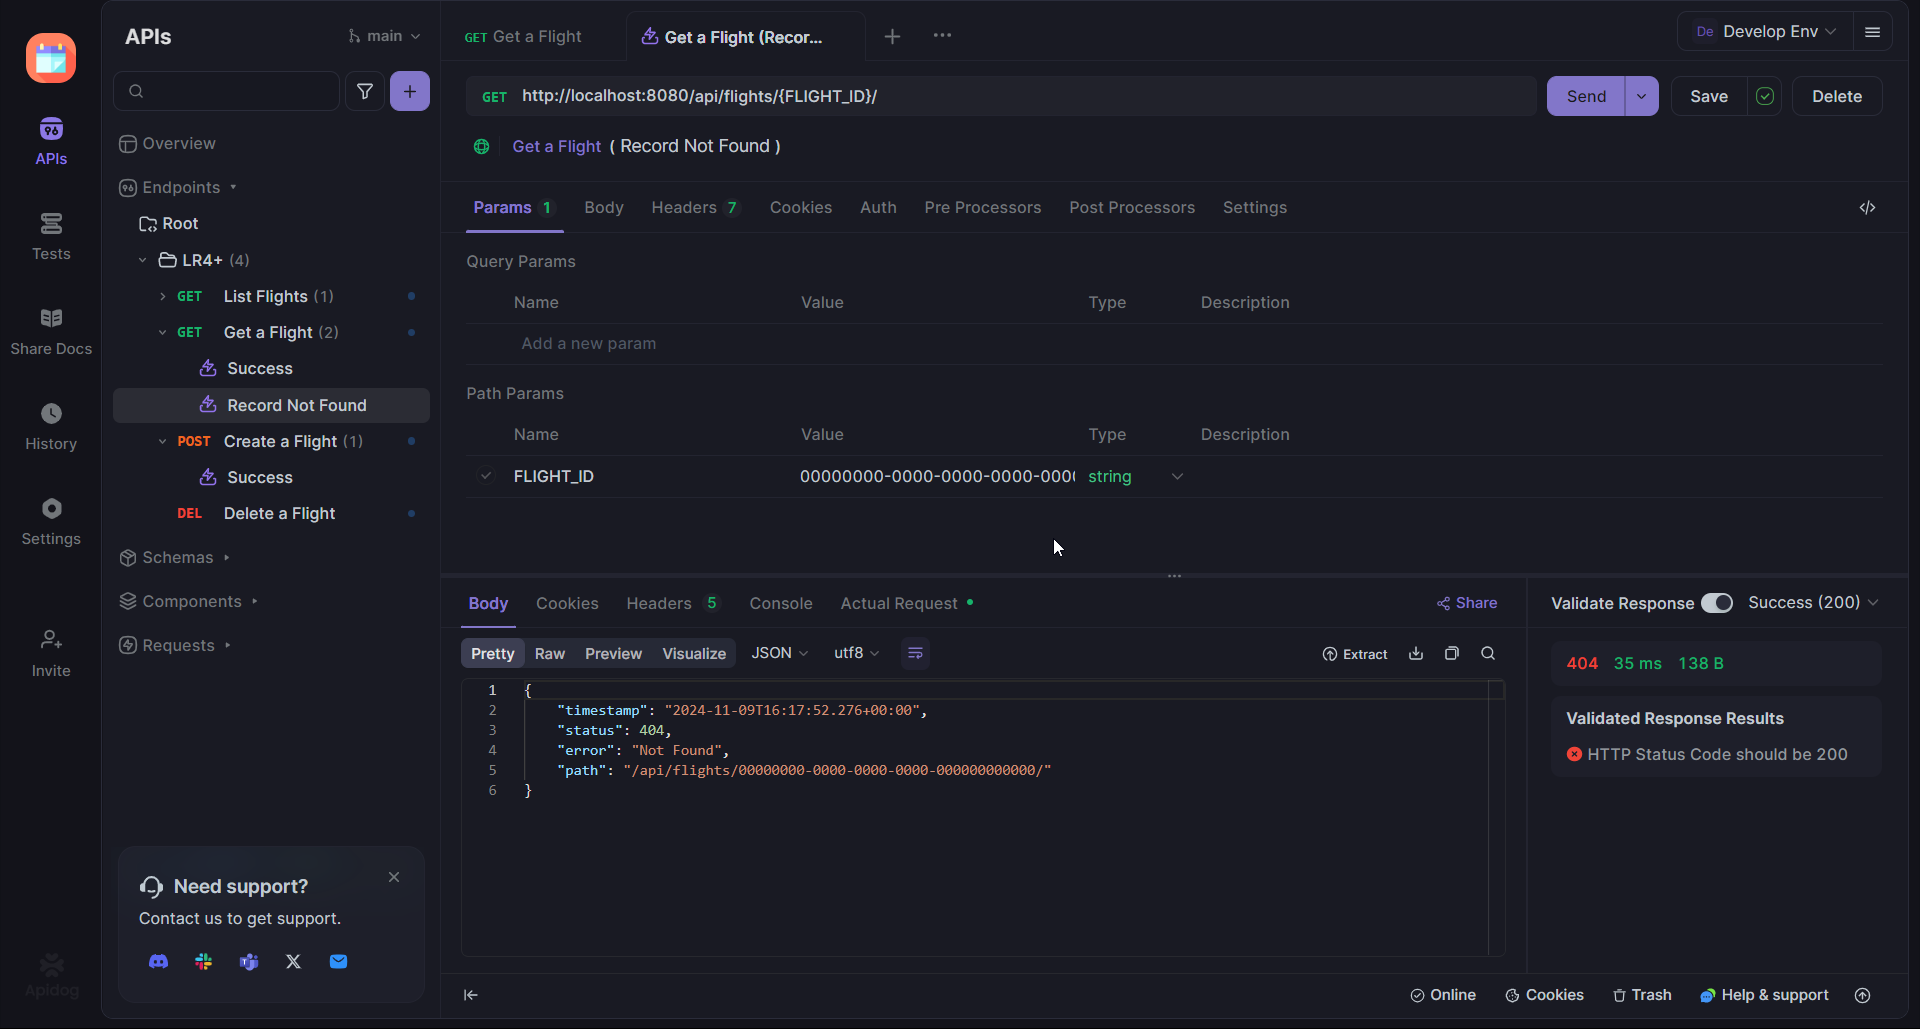 APIs
Tests
Share Docs
History
Settings
Invite
Apidog
APIs
main
Overview
Endpoints
Root
LR4+ (4)
GET List Flights (1)
GET Get a Flight (2)
Success
Record Not Found
POST Create a Flight (1)
Success
DEL Delete a Flight
Schemas
Components
Requests
Need support?
Contact us to get support.
GET Get a Flight
Get a Flight (Recor...
De Develop Env
GET http://localhost:8080/api/flights/{FLIGHT_ID}/
Send
Save
Delete
Get a Flight ( Record Not Found )
Params 1 Body Headers 7 Cookies Auth Pre Processors Post Processors Settings
Query Params
Name Value Type Description
Add a new param
Path Params
Name Value Type Description
FLIGHT_ID 00000000-0000-0000-0000-000 string
Body Cookies Headers 5 Console Actual Request Share
Pretty Raw Preview Visualize JSON utf8 Extract
1 {
2 "timestamp": "2024-11-09T16:17:52.276+00:00",
3 "status": 404,
4 "error": "Not Found",
5 "path": "/api/flights/00000000-0000-0000-0000-000000000000/"
6 }
Validate Response Success (200)
404 35 ms 138 B
Validated Response Results
HTTP Status Code should be 200
Online Cookies Trash Help & support